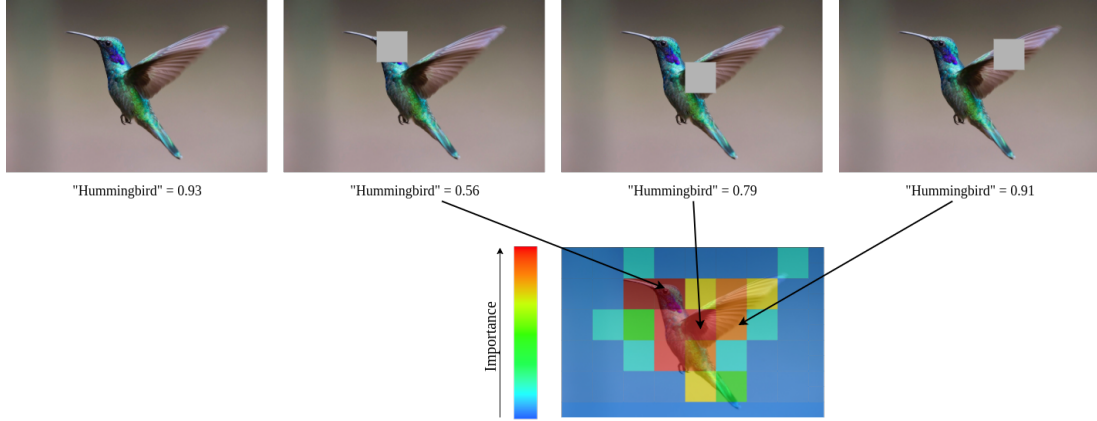 "Hummingbird" = 0.93
"Hummingbird" = 0.56
"Hummingbird" = 0.79
"Hummingbird" = 0.91
Importance